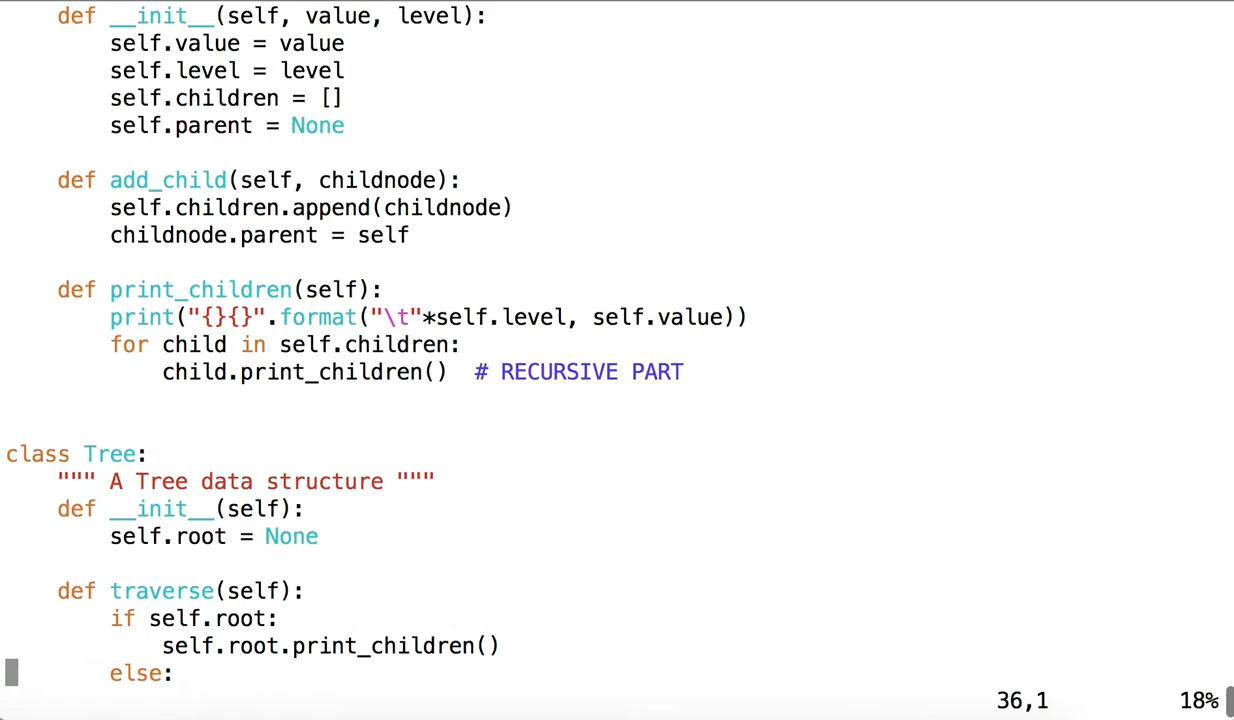 def __init__(self, value, level):
        self.value = value
        self.level = level
        self.children = []
        self.parent = None

    def add_child(self, childnode):
        self.children.append(childnode)
        childnode.parent = self

    def print_children(self):
        print("{}{}".format("\t"*self.level, self.value))
        for child in self.children:
            child.print_children()  # RECURSIVE PART


class Tree:
    """ A Tree data structure """
    def __init__(self):
        self.root = None

    def traverse(self):
        if self.root:
            self.root.print_children()
        else:
36,1 18%